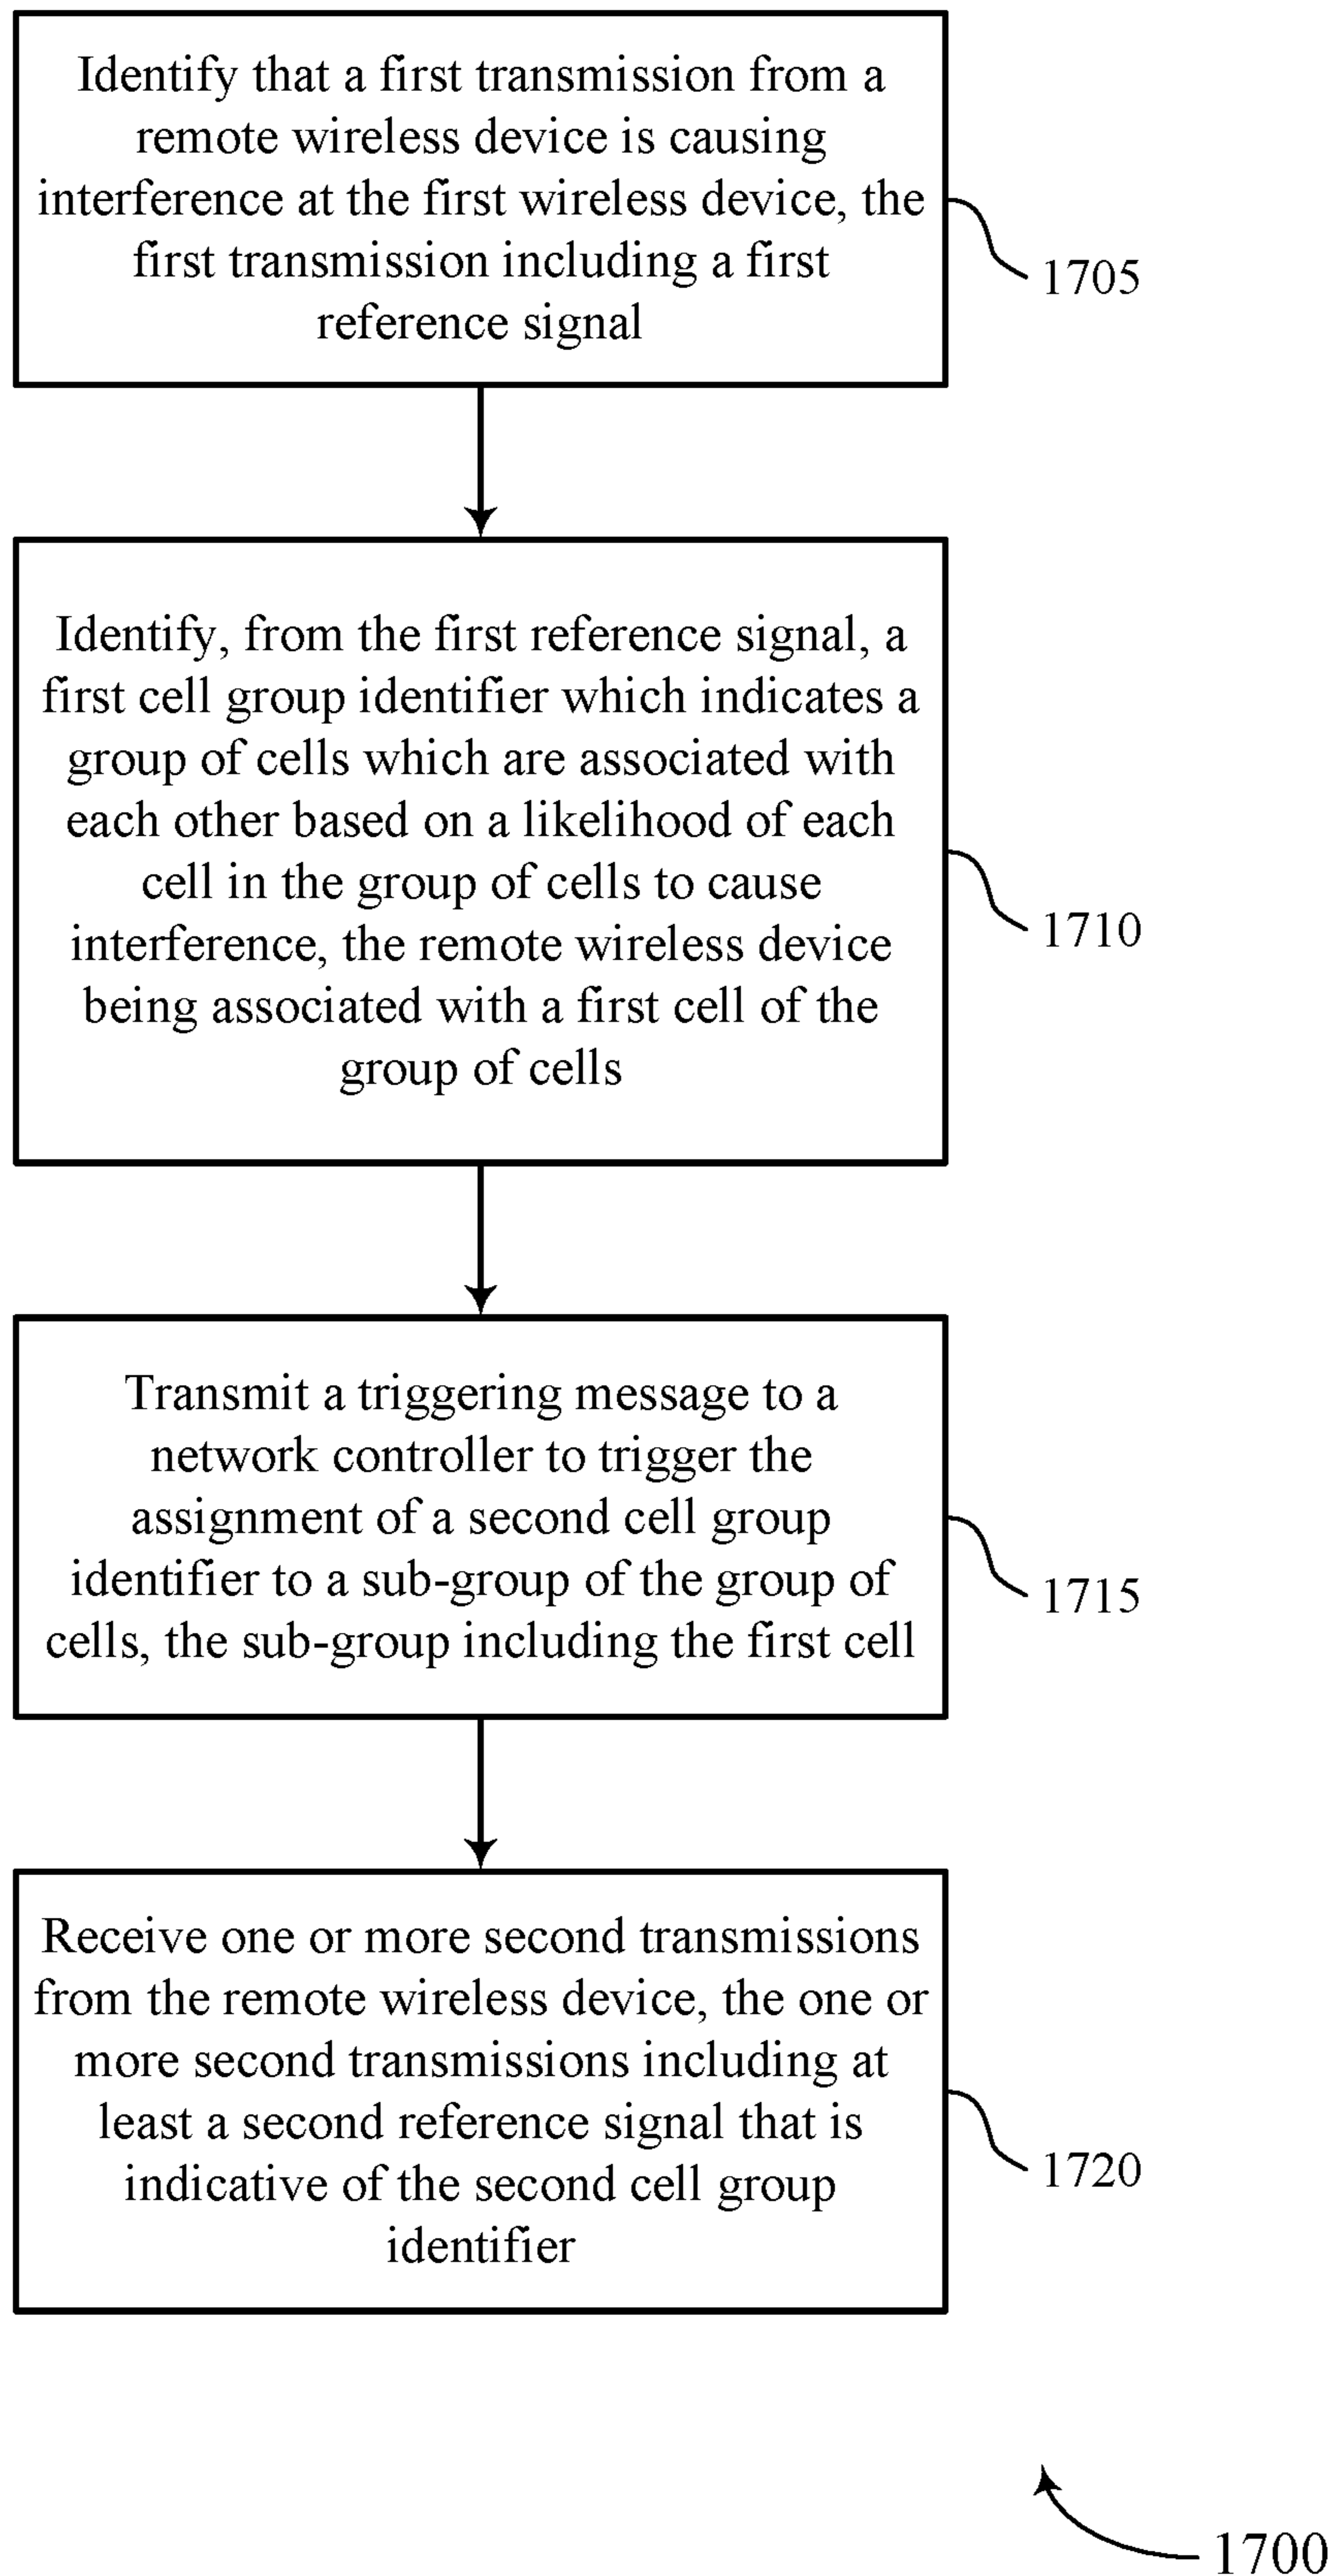 Identify that a first transmission from a
remote wireless device is causing
interference at the first wireless device, the
first transmission including a first
reference signal
1705
Identify, from the first reference signal, a
first cell group identifier which indicates a
group of cells which are associated with
each other based on a likelihood of each
cell in the group of cells to cause
interference, the remote wireless device
being associated with a first cell of the
group of cells
1710
Transmit a triggering message to a
network controller to trigger the
assignment of a second cell group
identifier to a sub-group of the group of
cells, the sub-group including the first cell
1715
Receive one or more second transmissions
from the remote wireless device, the one or
more second transmissions including at
least a second reference signal that is
indicative of the second cell group
identifier
1720
1700